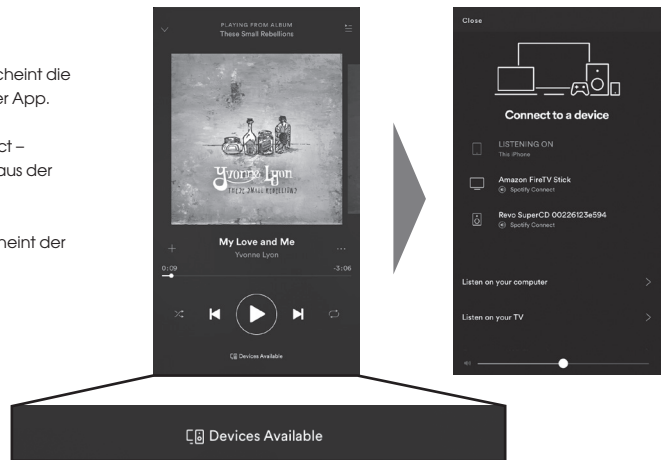 cheint die
er App.
ct –
aus der
heint der
PLAYING FROM ALBUM
These Small Rebellions
Yvonne Lyon
THESE SMALL REBELLIONS
My Love and Me
Yvonne Lyon
0:09
-3:06
Devices Available
Close
Connect to a device
LISTENING ON
This iPhone
Amazon FireTV Stick
Spotify Connect
Revo SuperCD 00226123e594
Spotify Connect
Listen on your computer
Listen on your TV
Devices Available